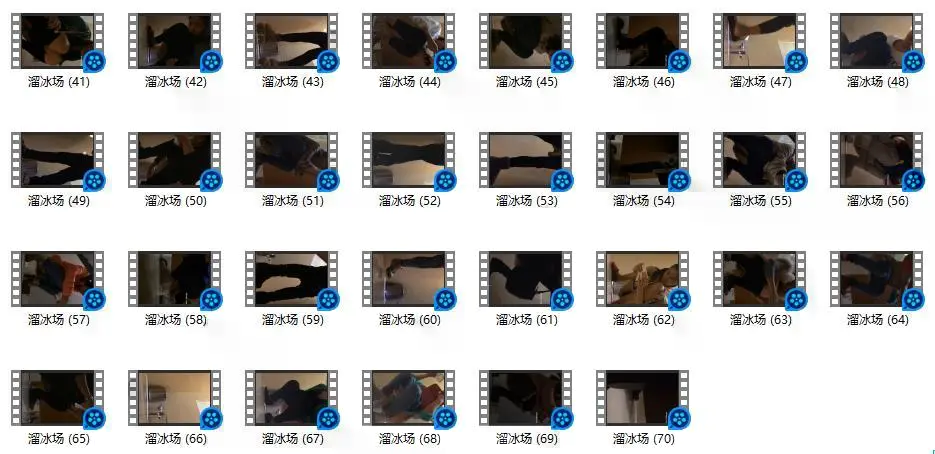 溜冰场 (41) 溜冰场 (42) 溜冰场 (43) 溜冰场 (44) 溜冰场 (45) 溜冰场 (46) 溜冰场 (47) 溜冰场 (48)
溜冰场 (49) 溜冰场 (50) 溜冰场 (51) 溜冰场 (52) 溜冰场 (53) 溜冰场 (54) 溜冰场 (55) 溜冰场 (56)
溜冰场 (57) 溜冰场 (58) 溜冰场 (59) 溜冰场 (60) 溜冰场 (61) 溜冰场 (62) 溜冰场 (63) 溜冰场 (64)
溜冰场 (65) 溜冰场 (66) 溜冰场 (67) 溜冰场 (68) 溜冰场 (69) 溜冰场 (70)